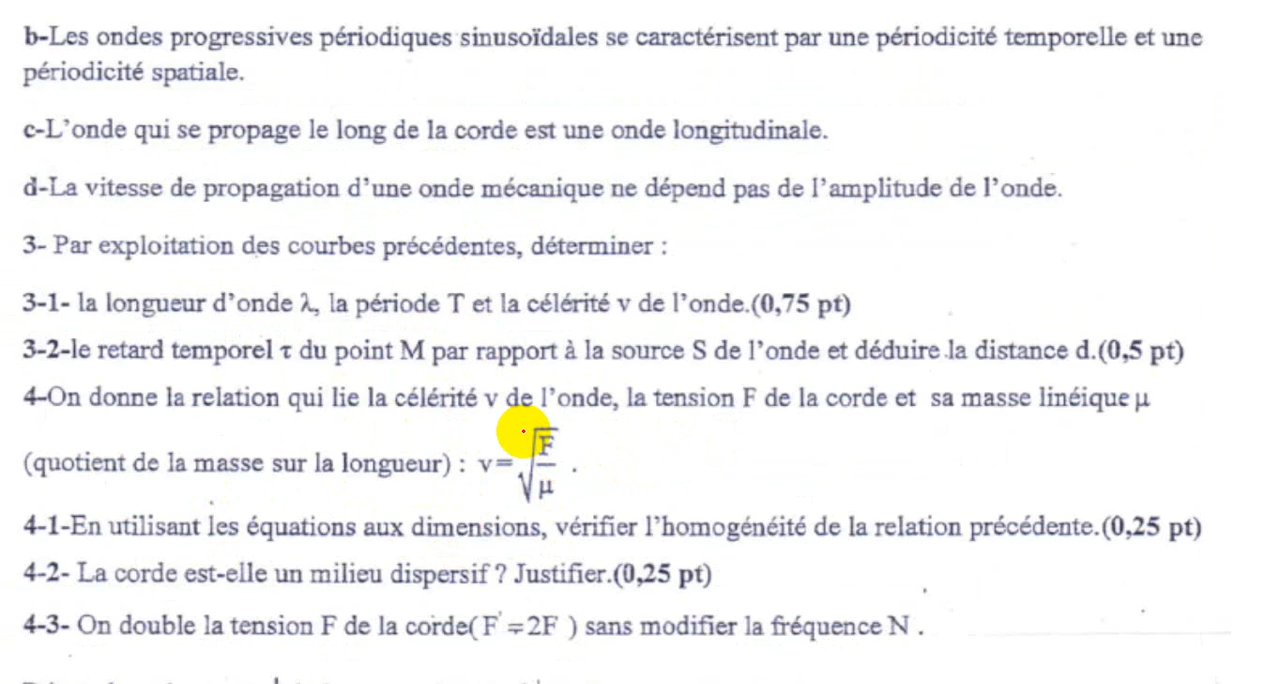 b-Les ondes progressives périodiques sinusoïdales se caractérisent par une périodicité temporelle et une
périodicité spatiale.
c-L'onde qui se propage le long de la corde est une onde longitudinale.
d-La vitesse de propagation d'une onde mécanique ne dépend pas de l'amplitude de l'onde.
3- Par exploitation des courbes précédentes, déterminer :
3-1- la longueur d'onde λ, la période T et la célérité v de l'onde.(0,75 pt)
3-2-le retard temporel τ du point M par rapport à la source S de l'onde et déduire la distance d.(0,5 pt)
4-On donne la relation qui lie la célérité v de l'onde, la tension F de la corde et sa masse linéique μ
(quotient de la masse sur la longueur) : v=√(F/μ) .
4-1-En utilisant les équations aux dimensions, vérifier l'homogénéité de la relation précédente.(0,25 pt)
4-2- La corde est-elle un milieu dispersif ? Justifier.(0,25 pt)
4-3- On double la tension F de la corde( F'=2F ) sans modifier la fréquence N .